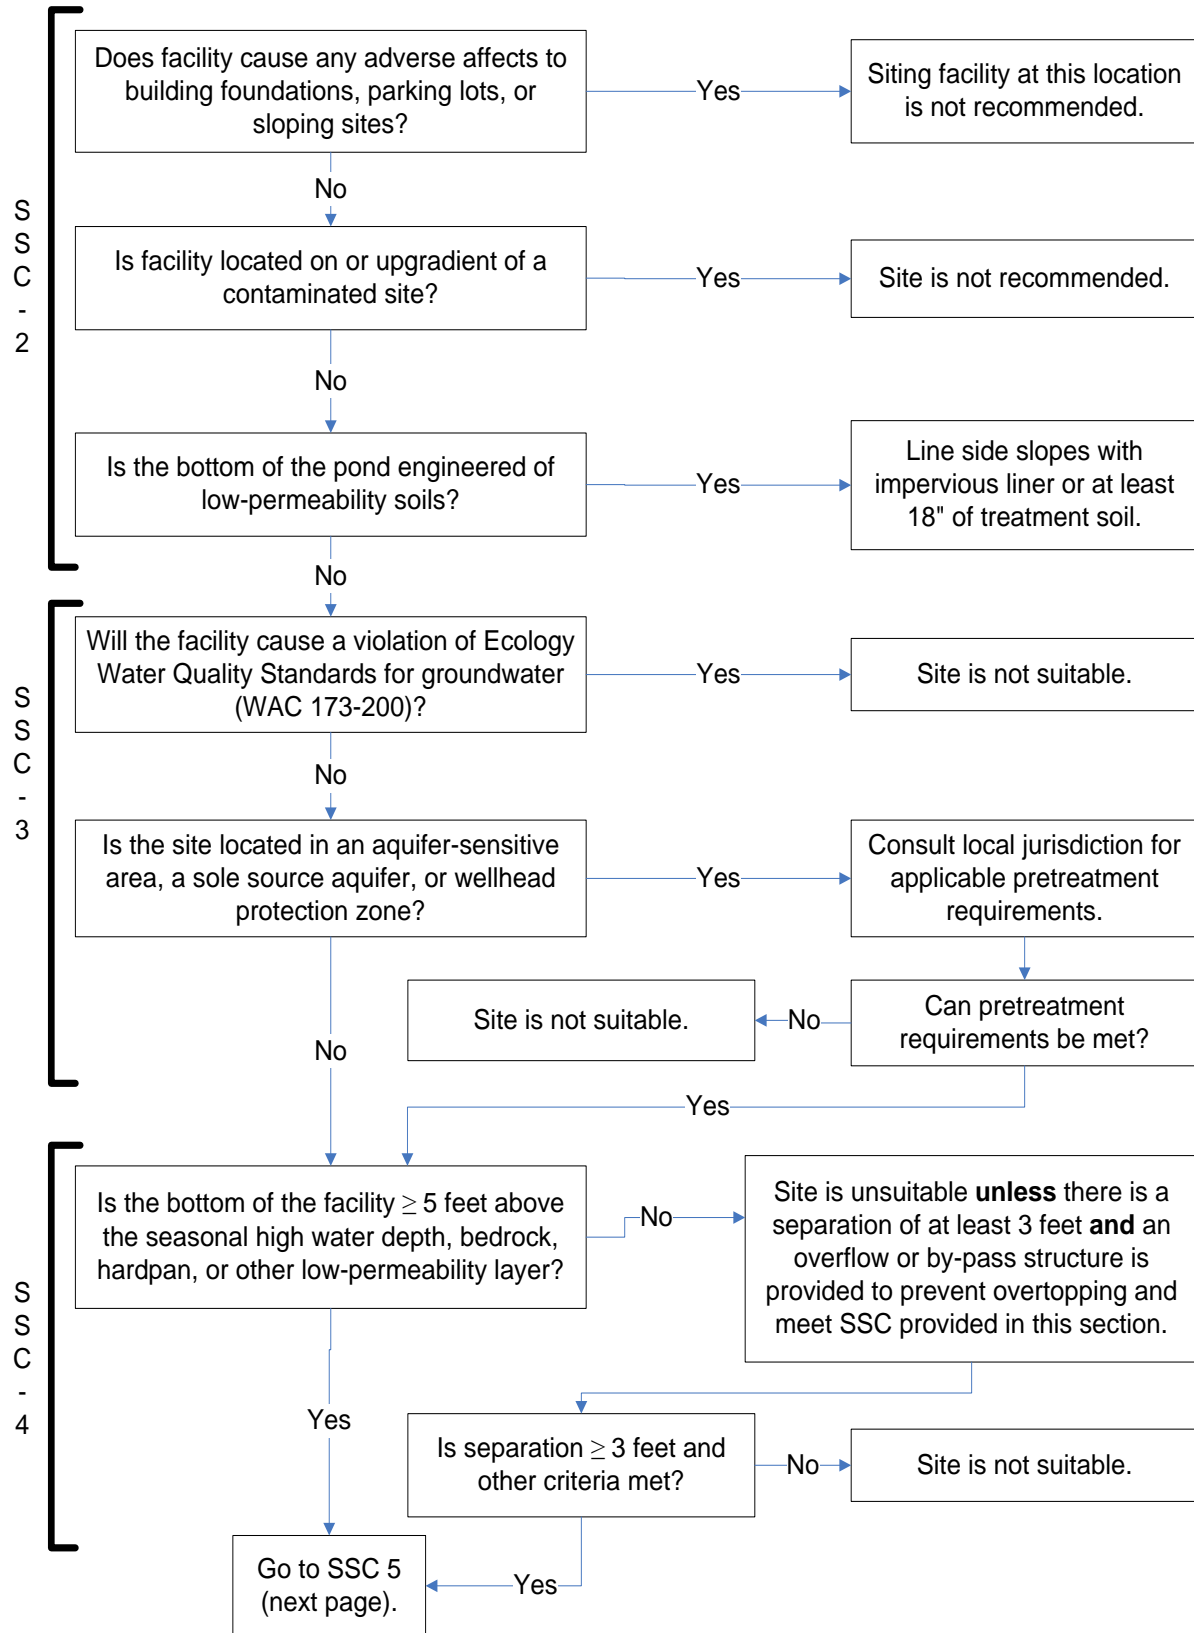 Does facility cause any adverse affects to
building foundations, parking lots, or
sloping sites?
Yes
Siting facility at this location
is not recommended.
No
S
S
C
-
2
Is facility located on or upgradient of a
contaminated site?
Yes
Site is not recommended.
No
Is the bottom of the pond engineered of
low-permeability soils?
Yes
Line side slopes with
impervious liner or at least
18" of treatment soil.
No
Will the facility cause a violation of Ecology
Water Quality Standards for groundwater
(WAC 173-200)?
Yes
Site is not suitable.
S
S
C
-
3
No
Is the site located in an aquifer-sensitive
area, a sole source aquifer, or wellhead
protection zone?
Yes
Consult local jurisdiction for
applicable pretreatment
requirements.
Can pretreatment
requirements be met?
No
Site is not suitable.
No
Yes
Is the bottom of the facility ≥ 5 feet above
the seasonal high water depth, bedrock,
hardpan, or other low-permeability layer?
No
Site is unsuitable unless there is a
separation of at least 3 feet and an
overflow or by-pass structure is
provided to prevent overtopping and
meet SSC provided in this section.
S
S
C
-
4
Yes
Is separation ≥ 3 feet and
other criteria met?
No
Site is not suitable.
Yes
Go to SSC 5
(next page).